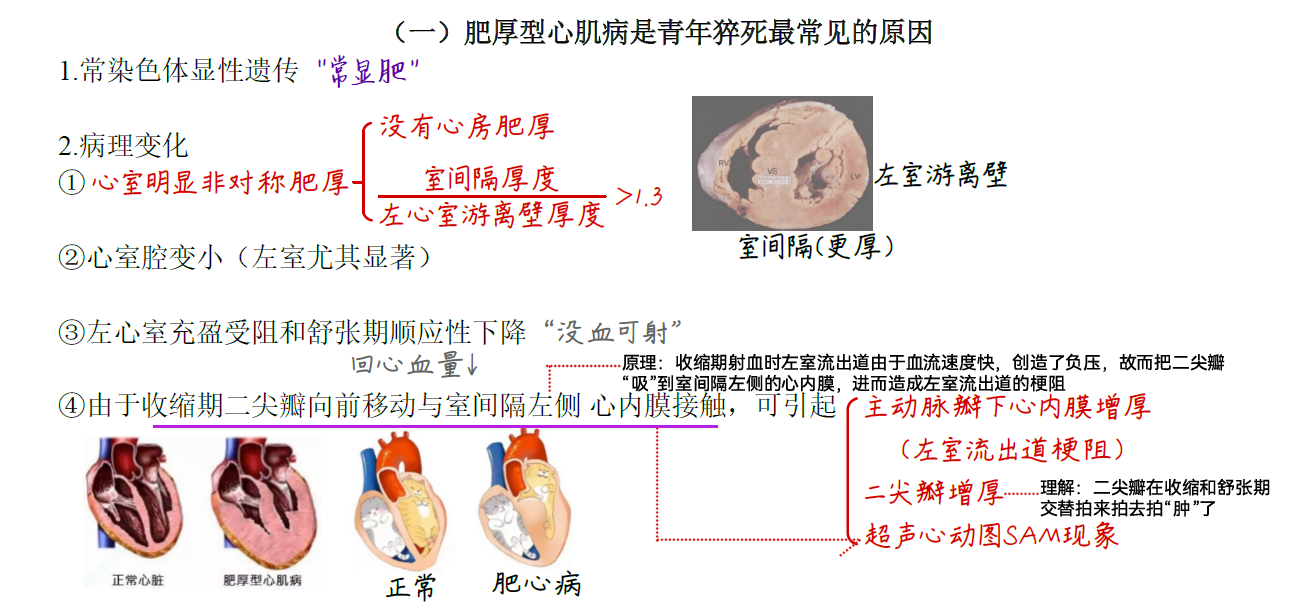 （一）肥厚型心肌病是青年猝死最常见的原因
1.常染色体显性遗传 "常显肥"
2.病理变化
①心室明显非对称肥厚
没有心房肥厚
室间隔厚度
左心室游离壁厚度
>1.3
RV
VS
LV
左室游离壁
室间隔(更厚)
②心室腔变小（左室尤其显著）
③左心室充盈受阻和舒张期顺应性下降 “没血可射”
回心血量↓
原理：收缩期射血时左室流出道由于血流速度快，创造了负压，故而把二尖瓣
“吸”到室间隔左侧的心内膜，进而造成左室流出道的梗阻
④由于收缩期二尖瓣向前移动与室间隔左侧 心内膜接触，可引起
主动脉瓣下心内膜增厚
（左室流出道梗阻）
二尖瓣增厚
理解：二尖瓣在收缩和舒张期
交替拍来拍去拍“肿”了
超声心动图SAM现象
正常心脏
肥厚型心肌病
正常
肥心病